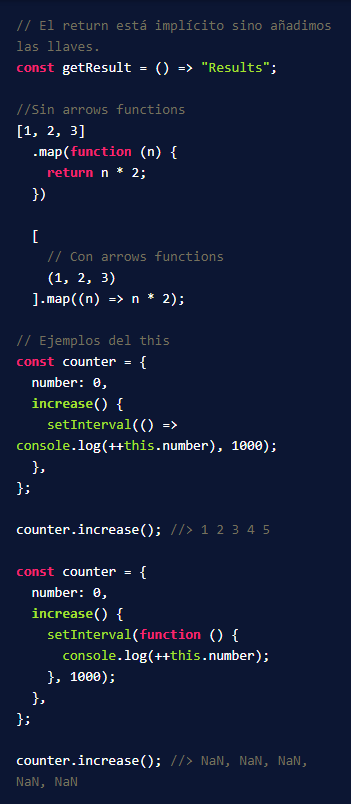 // El return está implícito sino añadimos
las llaves.
const getResult = () => "Results";

//Sin arrows functions
[1, 2, 3]
  .map(function (n) {
    return n * 2;
  })

  [
    // Con arrows functions
    (1, 2, 3)
  ].map((n) => n * 2);

// Ejemplos del this
const counter = {
  number: 0,
  increase() {
    setInterval(() =>
console.log(++this.number), 1000);
  },
};

counter.increase(); //> 1 2 3 4 5

const counter = {
  number: 0,
  increase() {
    setInterval(function () {
      console.log(++this.number);
    }, 1000);
  },
};

counter.increase(); //> NaN, NaN, NaN,
NaN, NaN